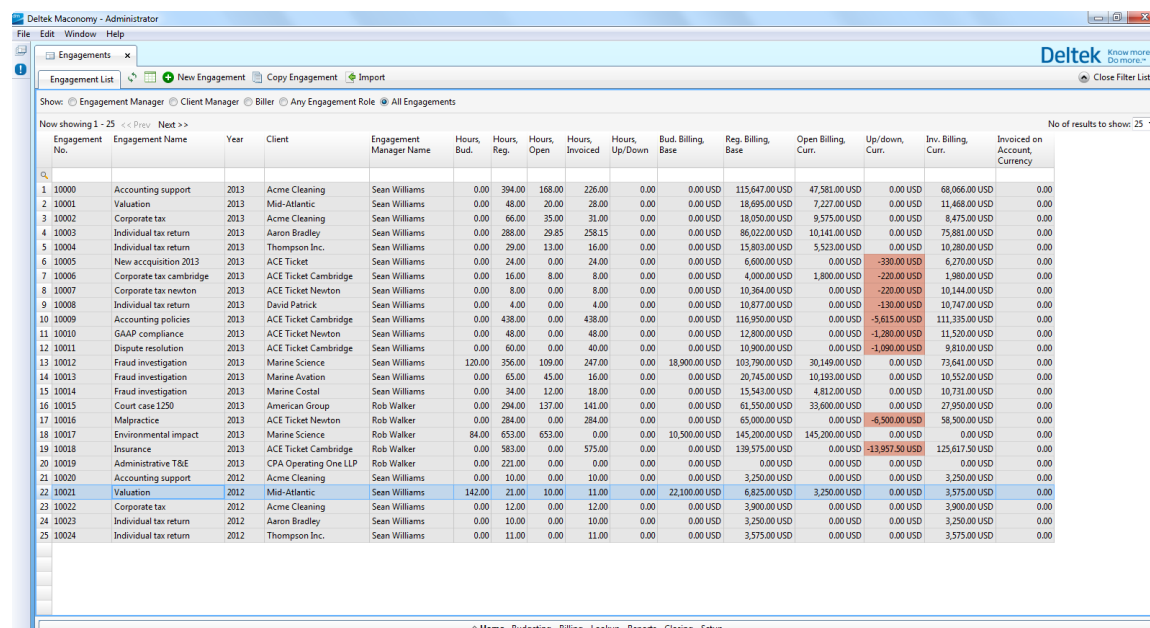 Deltek Maconomy - Administrator
File Edit Window Help
Engagements x
Deltek Know more. Do more.™
Engagement List New Engagement Copy Engagement Import Close Filter List
Show: Engagement Manager Client Manager Biller Any Engagement Role All Engagements
Now showing 1 - 25 << Prev Next >> No of results to show: 25
Engagement No. Engagement Name Year Client Engagement Manager Name Hours, Bud. Hours, Reg. Hours, Open Hours, Invoiced Hours, Up/Down Bud. Billing, Base Reg. Billing, Base Open Billing, Curr. Up/down, Curr. Inv. Billing, Curr. Invoiced on Account, Currency
1 10000 Accounting support 2013 Acme Cleaning Sean Williams 0.00 394.00 168.00 226.00 0.00 0.00 USD 115,647.00 USD 47,581.00 USD 0.00 USD 68,066.00 USD 0.00
2 10001 Valuation 2013 Mid-Atlantic Sean Williams 0.00 48.00 20.00 28.00 0.00 0.00 USD 18,695.00 USD 7,227.00 USD 0.00 USD 11,468.00 USD 0.00
3 10002 Corporate tax 2013 Acme Cleaning Sean Williams 0.00 66.00 35.00 31.00 0.00 0.00 USD 18,050.00 USD 9,575.00 USD 0.00 USD 8,475.00 USD 0.00
4 10003 Individual tax return 2013 Aaron Bradley Sean Williams 0.00 288.00 29.85 258.15 0.00 0.00 USD 86,022.00 USD 10,141.00 USD 0.00 USD 75,881.00 USD 0.00
5 10004 Individual tax return 2013 Thompson Inc. Sean Williams 0.00 29.00 13.00 16.00 0.00 0.00 USD 15,803.00 USD 5,523.00 USD 0.00 USD 10,280.00 USD 0.00
6 10005 New accquisition 2013 2013 ACE Ticket Sean Williams 0.00 24.00 0.00 24.00 0.00 0.00 USD 6,600.00 USD 0.00 USD -330.00 USD 6,270.00 USD 0.00
7 10006 Corporate tax cambridge 2013 ACE Ticket Cambridge Sean Williams 0.00 16.00 8.00 8.00 0.00 0.00 USD 4,000.00 USD 1,800.00 USD -220.00 USD 1,980.00 USD 0.00
8 10007 Corporate tax newton 2013 ACE Ticket Newton Sean Williams 0.00 8.00 0.00 8.00 0.00 0.00 USD 10,364.00 USD 0.00 USD -220.00 USD 10,144.00 USD 0.00
9 10008 Individual tax return 2013 David Patrick Sean Williams 0.00 4.00 0.00 4.00 0.00 0.00 USD 10,877.00 USD 0.00 USD -130.00 USD 10,747.00 USD 0.00
10 10009 Accounting policies 2013 ACE Ticket Cambridge Sean Williams 0.00 438.00 0.00 438.00 0.00 0.00 USD 116,950.00 USD 0.00 USD -5,615.00 USD 111,335.00 USD 0.00
11 10010 GAAP compliance 2013 ACE Ticket Newton Sean Williams 0.00 48.00 0.00 48.00 0.00 0.00 USD 12,800.00 USD 0.00 USD -1,280.00 USD 11,520.00 USD 0.00
12 10011 Dispute resolution 2013 ACE Ticket Cambridge Sean Williams 0.00 60.00 0.00 40.00 0.00 0.00 USD 10,900.00 USD 0.00 USD -1,090.00 USD 9,810.00 USD 0.00
13 10012 Fraud investigation 2013 Marine Science Sean Williams 120.00 356.00 109.00 247.00 0.00 18,900.00 USD 103,790.00 USD 30,149.00 USD 0.00 USD 73,641.00 USD 0.00
14 10013 Fraud investigation 2013 Marine Avation Sean Williams 0.00 65.00 45.00 16.00 0.00 0.00 USD 20,745.00 USD 10,193.00 USD 0.00 USD 10,552.00 USD 0.00
15 10014 Fraud investigation 2013 Marine Costal Sean Williams 0.00 34.00 12.00 18.00 0.00 0.00 USD 15,543.00 USD 4,812.00 USD 0.00 USD 10,731.00 USD 0.00
16 10015 Court case 1250 2013 American Group Rob Walker 0.00 294.00 137.00 141.00 0.00 0.00 USD 61,550.00 USD 33,600.00 USD 0.00 USD 27,950.00 USD 0.00
17 10016 Malpractice 2013 ACE Ticket Newton Rob Walker 0.00 284.00 0.00 284.00 0.00 0.00 USD 65,000.00 USD 0.00 USD -6,500.00 USD 58,500.00 USD 0.00
18 10017 Environmental impact 2013 Marine Science Rob Walker 84.00 653.00 653.00 0.00 0.00 10,500.00 USD 145,200.00 USD 145,200.00 USD 0.00 USD 0.00 USD 0.00
19 10018 Insurance 2013 ACE Ticket Cambridge Rob Walker 0.00 583.00 0.00 575.00 0.00 0.00 USD 139,575.00 USD 0.00 USD -13,957.50 USD 125,617.50 USD 0.00
20 10019 Administrative T&E 2013 CPA Operating One LLP Rob Walker 0.00 221.00 0.00 0.00 0.00 0.00 USD 0.00 USD 0.00 USD 0.00 USD 0.00 USD 0.00
21 10020 Accounting support 2012 Acme Cleaning Sean Williams 0.00 10.00 0.00 10.00 0.00 0.00 USD 3,250.00 USD 0.00 USD 0.00 USD 3,250.00 USD 0.00
22 10021 Valuation 2012 Mid-Atlantic Sean Williams 142.00 21.00 10.00 11.00 0.00 22,100.00 USD 6,825.00 USD 3,250.00 USD 0.00 USD 3,575.00 USD 0.00
23 10022 Corporate tax 2012 Acme Cleaning Sean Williams 0.00 12.00 0.00 12.00 0.00 0.00 USD 3,900.00 USD 0.00 USD 0.00 USD 3,900.00 USD 0.00
24 10023 Individual tax return 2012 Aaron Bradley Sean Williams 0.00 10.00 0.00 10.00 0.00 0.00 USD 3,250.00 USD 0.00 USD 0.00 USD 3,250.00 USD 0.00
25 10024 Individual tax return 2012 Thompson Inc. Sean Williams 0.00 11.00 0.00 11.00 0.00 0.00 USD 3,575.00 USD 0.00 USD 0.00 USD 3,575.00 USD 0.00
Home Budgeting Billing Lookup Reports Closing Setup